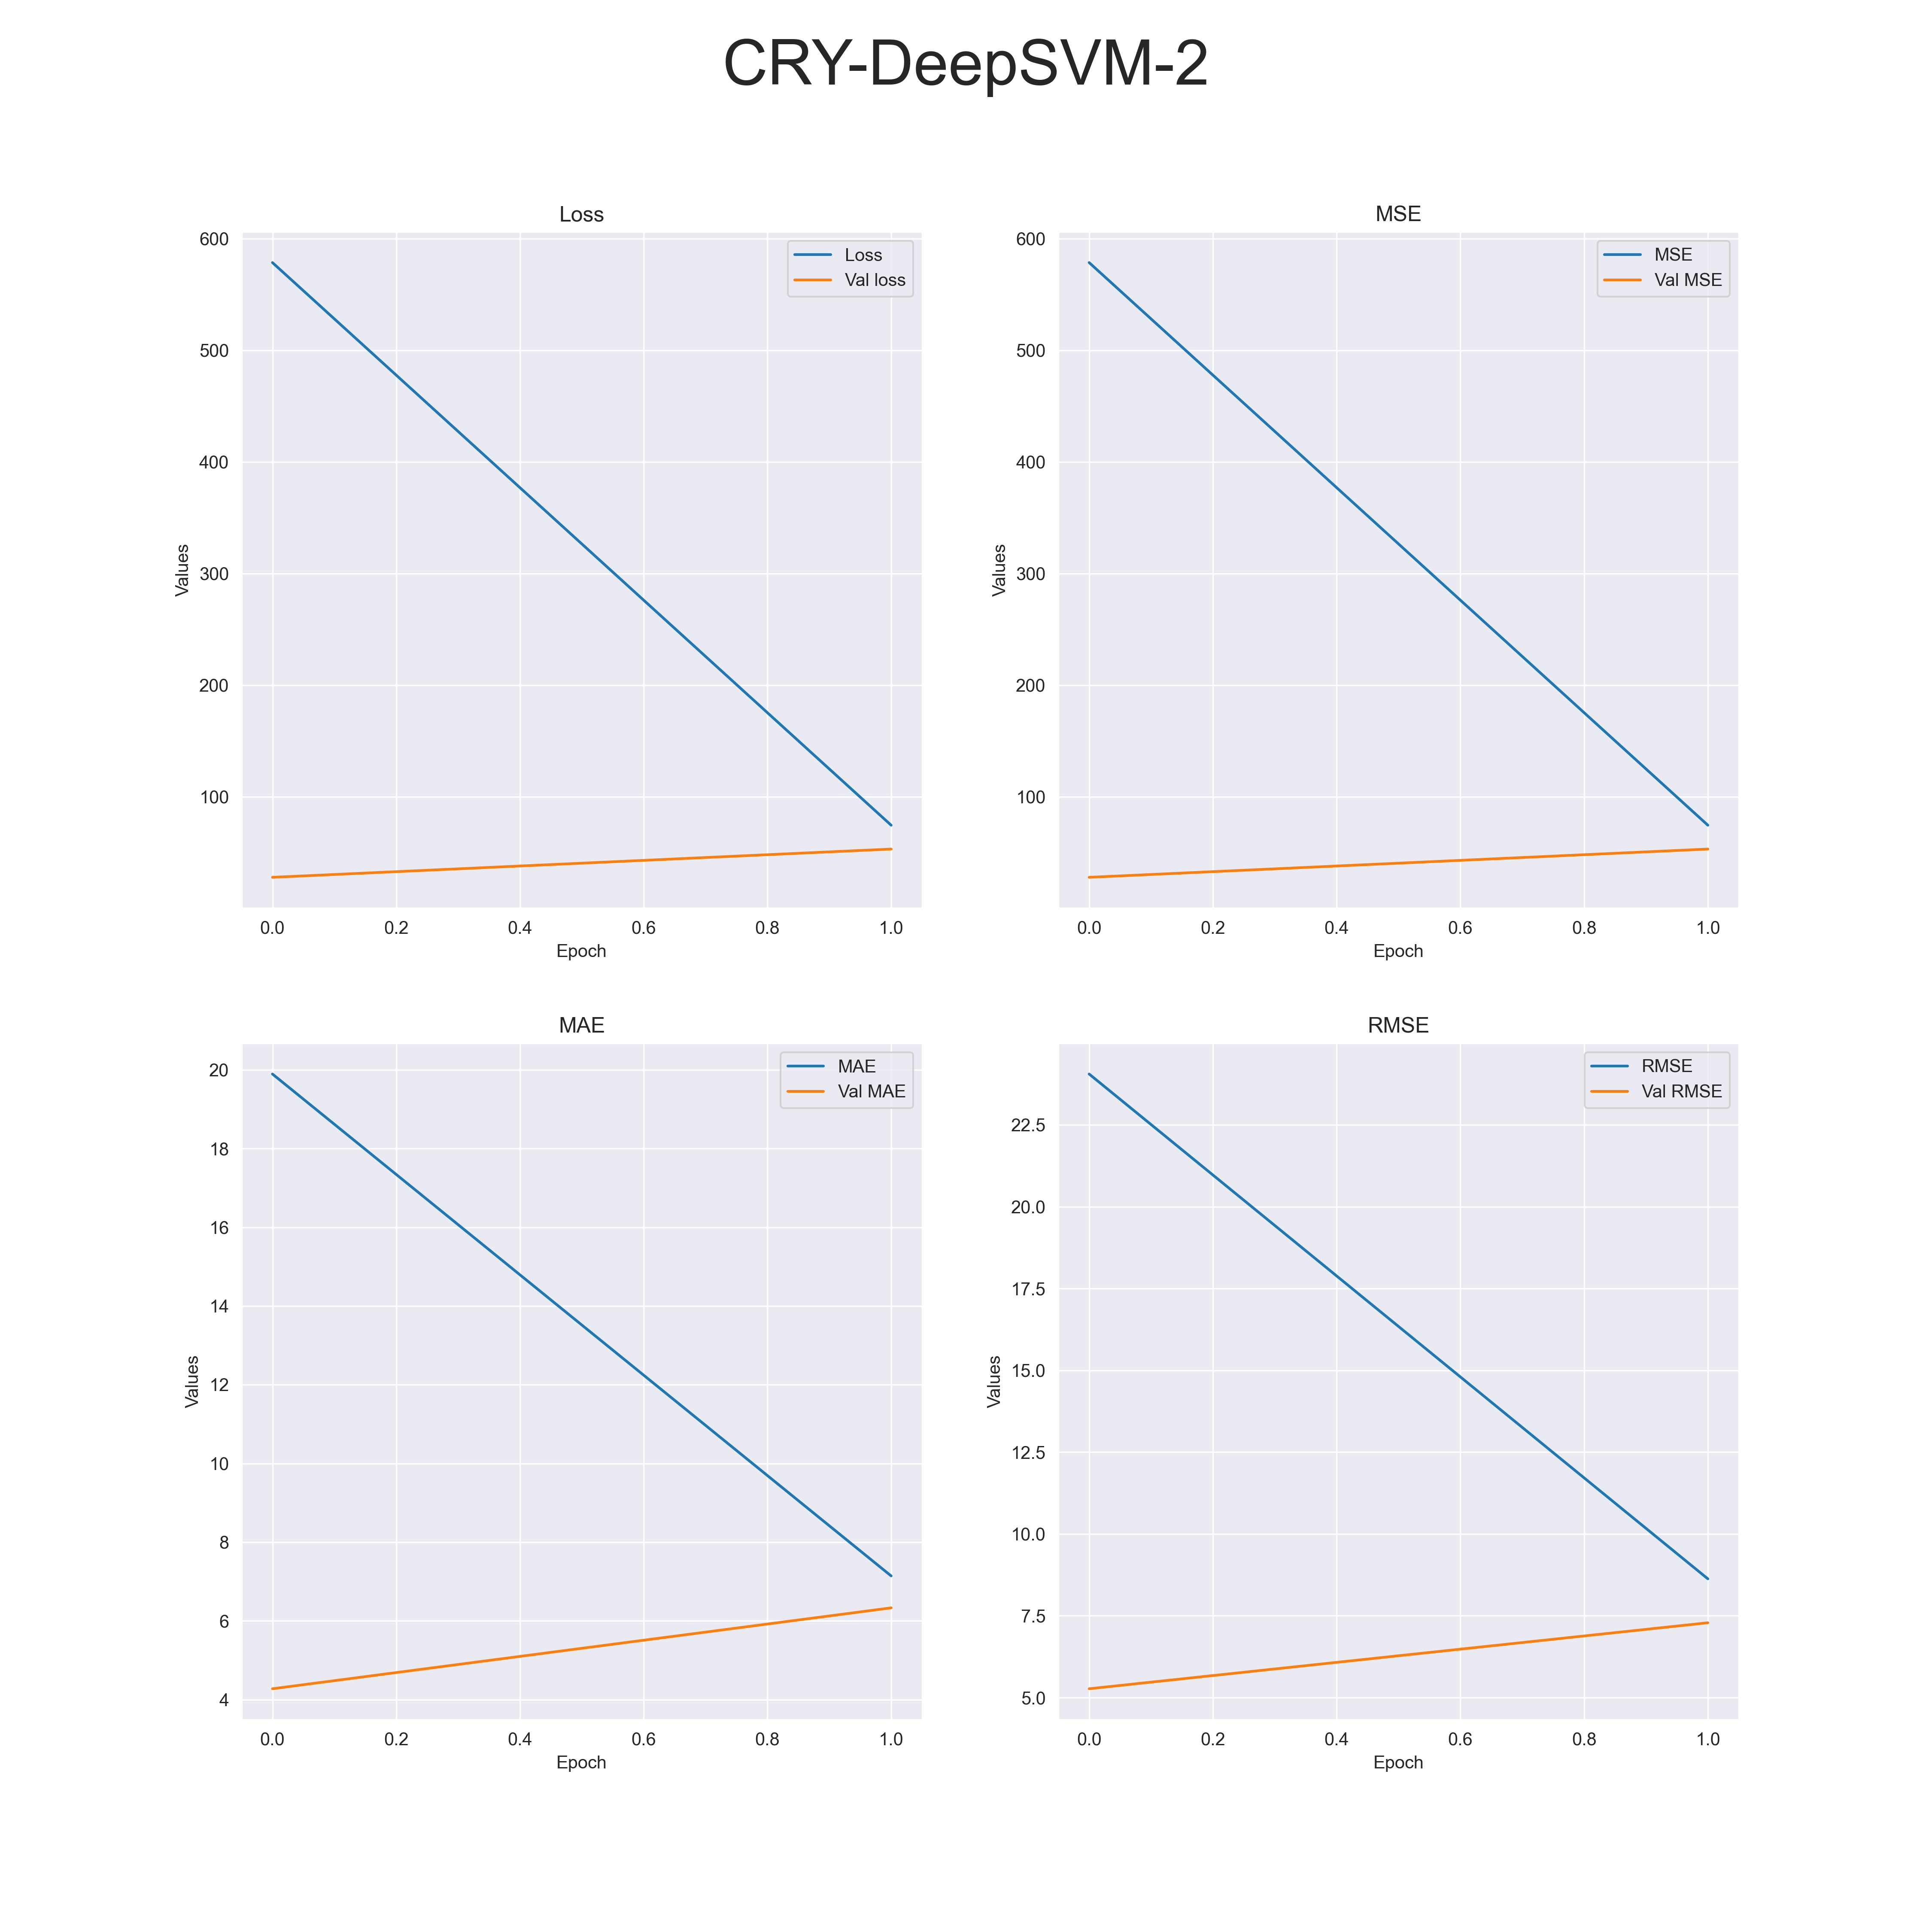 CRY-DeepSVM-2
Loss
600
500
400
300
200
100
Values
0.0 0.2 0.4 0.6 0.8 1.0
Epoch
Loss
Val loss
MSE
600
500
400
300
200
100
Values
0.0 0.2 0.4 0.6 0.8 1.0
Epoch
MSE
Val MSE
MAE
20
18
16
14
12
10
8
6
4
Values
0.0 0.2 0.4 0.6 0.8 1.0
Epoch
MAE
Val MAE
RMSE
22.5
20.0
17.5
15.0
12.5
10.0
7.5
5.0
Values
0.0 0.2 0.4 0.6 0.8 1.0
Epoch
RMSE
Val RMSE